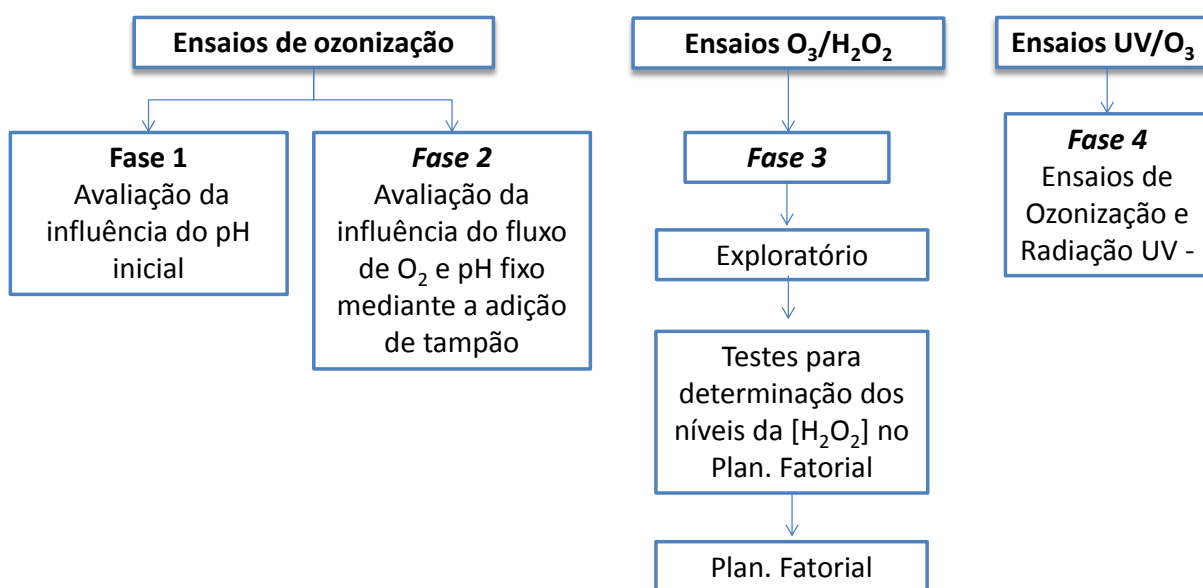 Ensaios de ozonização
Fase 1
Avaliação da
influência do pH
inicial
Fase 2
Avaliação da
influência do fluxo
de O₂ e pH fixo
mediante a adição
de tampão
Ensaios O₃/H₂O₂
Fase 3
Exploratório
Testes para
determinação dos
níveis da [H₂O₂] no
Plan. Fatorial
Plan. Fatorial
Ensaios UV/O₃
Fase 4
Ensaios de
Ozonização e
Radiação UV -